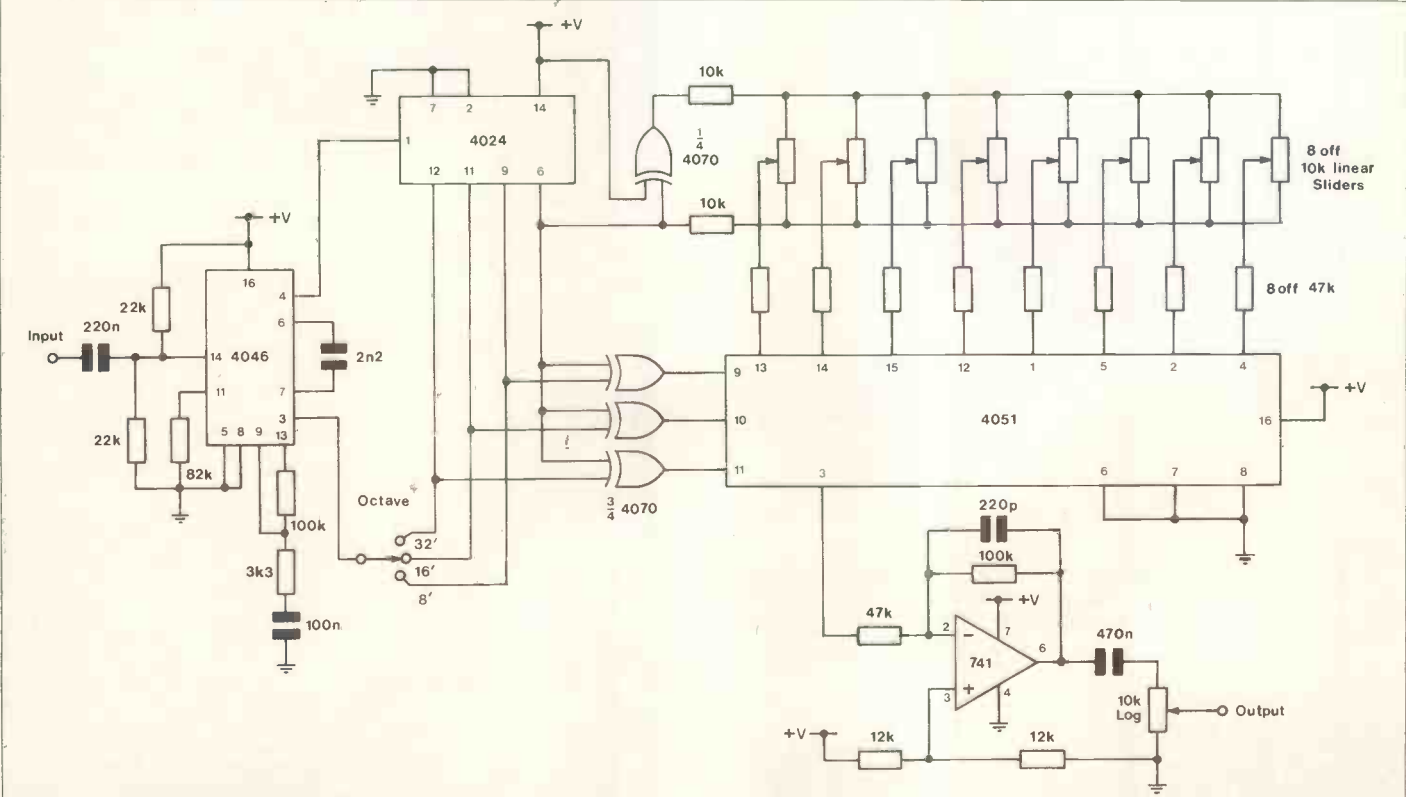 +V
7
2
14
4024
1
12
11
9
6
1/4
4070
10k
10k
8 off
10k linear
Sliders
8 off 47k
+V
16
22k
220n
Input
14
4046
4
6
2n2
7
11
3
5
8
9
13
22k
82k
100k
3k3
100n
Octave
32'
16'
8'
3/4 4070
9
10
11
13
14
15
12
1
5
2
4
4051
+V
16
3
6
7
8
220p
100k
47k
+V
2
−
7
741
6
+
3
4
470n
10k
Log
Output
+V
12k
12k